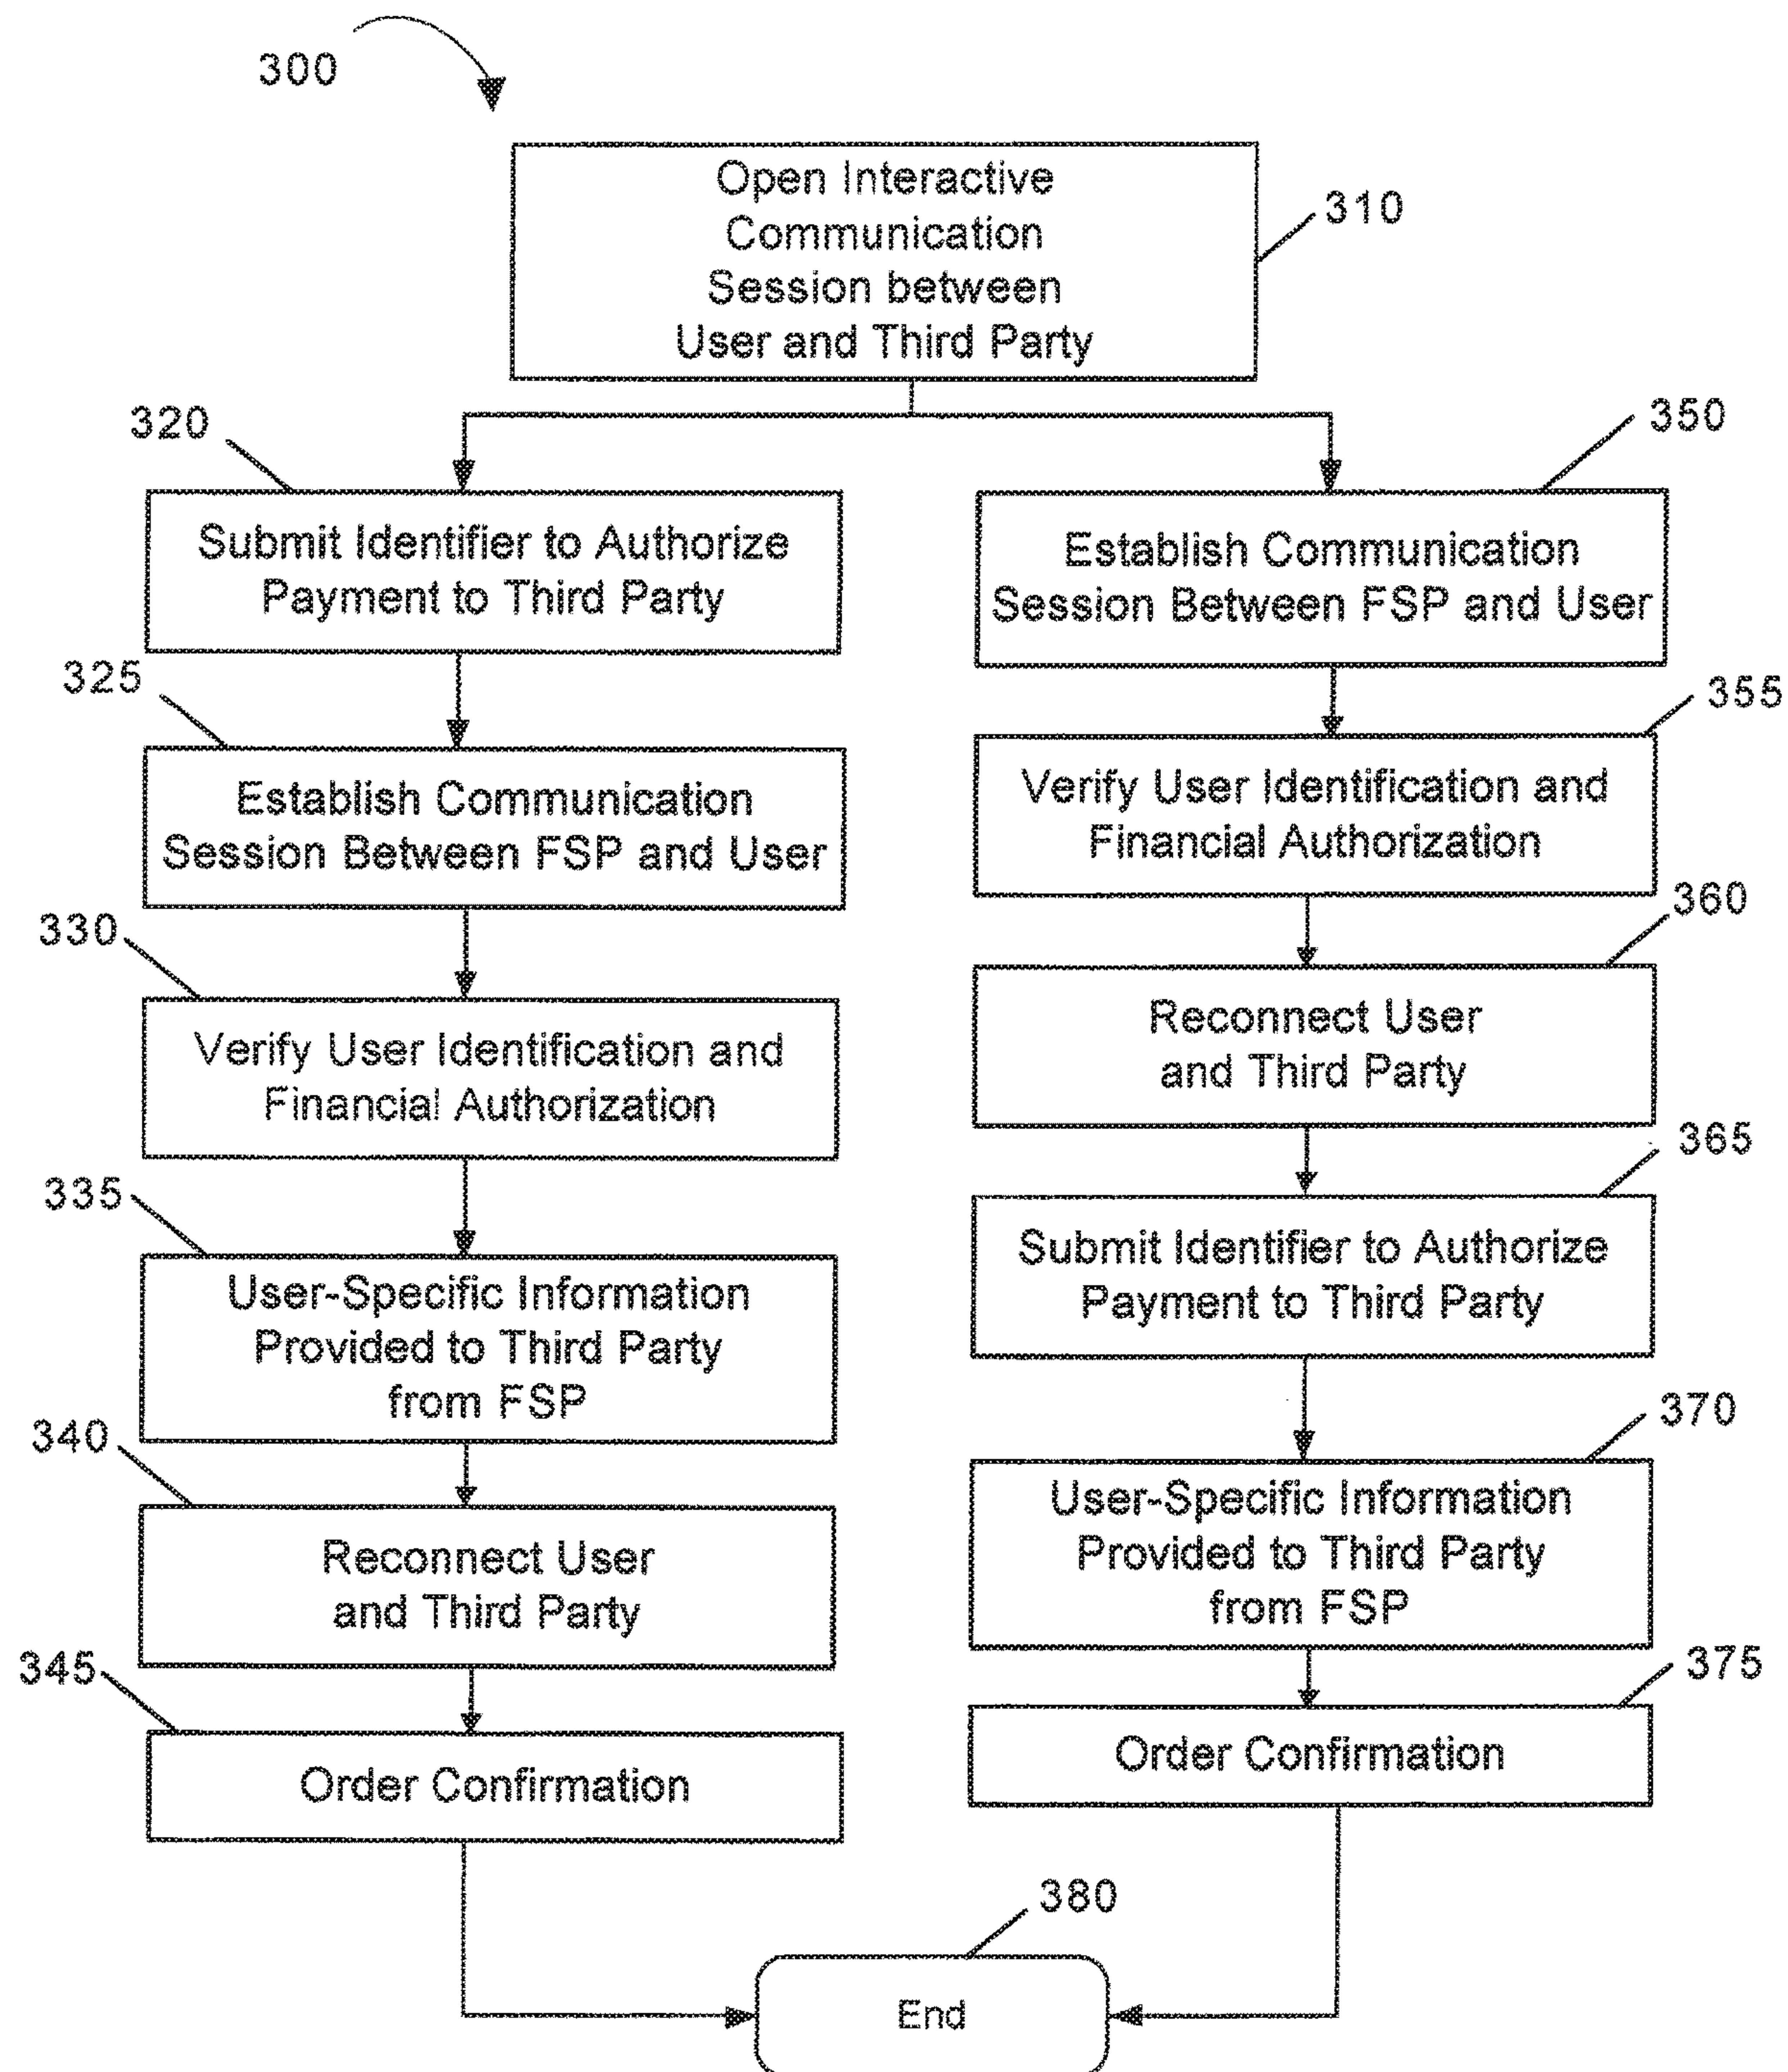 300
Open Interactive
Communication
Session between
User and Third Party
310
320
Submit Identifier to Authorize
Payment to Third Party
325
Establish Communication
Session Between FSP and User
330
Verify User Identification and
Financial Authorization
335
User-Specific Information
Provided to Third Party
from FSP
340
Reconnect User
and Third Party
345
Order Confirmation
350
Establish Communication
Session Between FSP and User
355
Verify User Identification and
Financial Authorization
360
Reconnect User
and Third Party
365
Submit Identifier to Authorize
Payment to Third Party
370
User-Specific Information
Provided to Third Party
from FSP
375
Order Confirmation
380
End